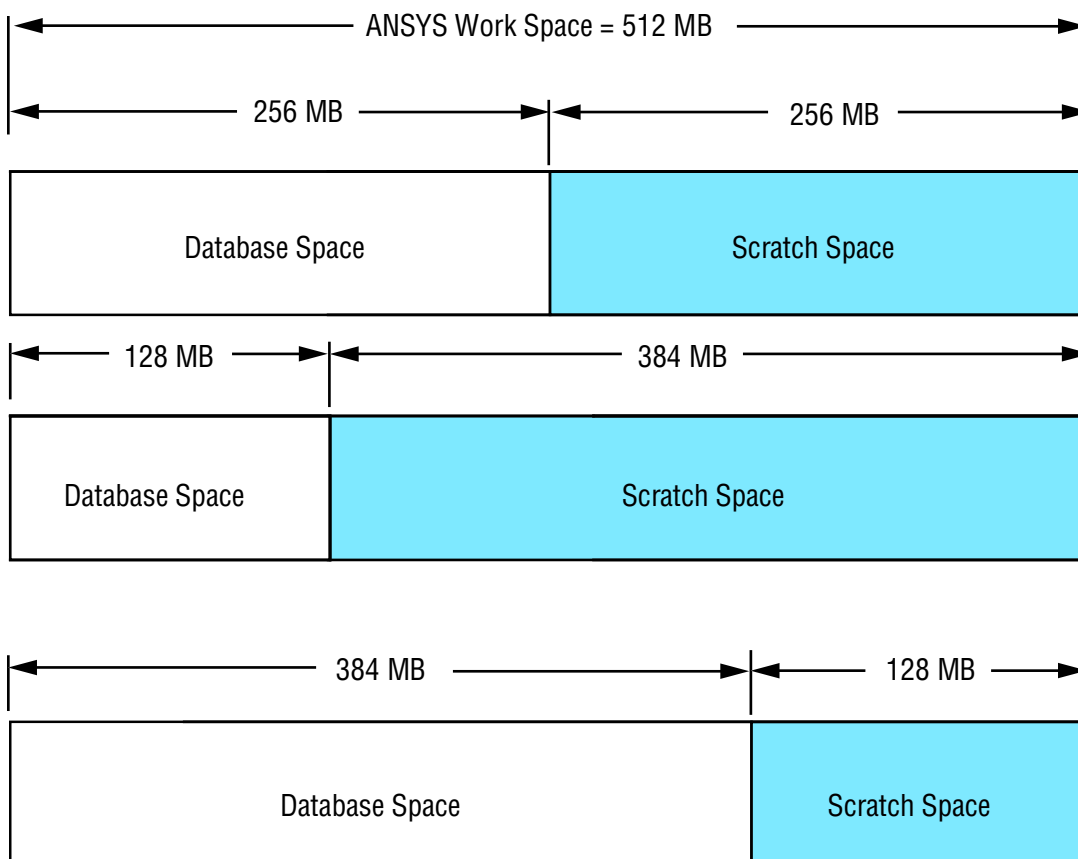 ANSYS Work Space = 512 MB
256 MB 256 MB
Database Space Scratch Space
128 MB 384 MB
Database Space Scratch Space
384 MB 128 MB
Database Space Scratch Space